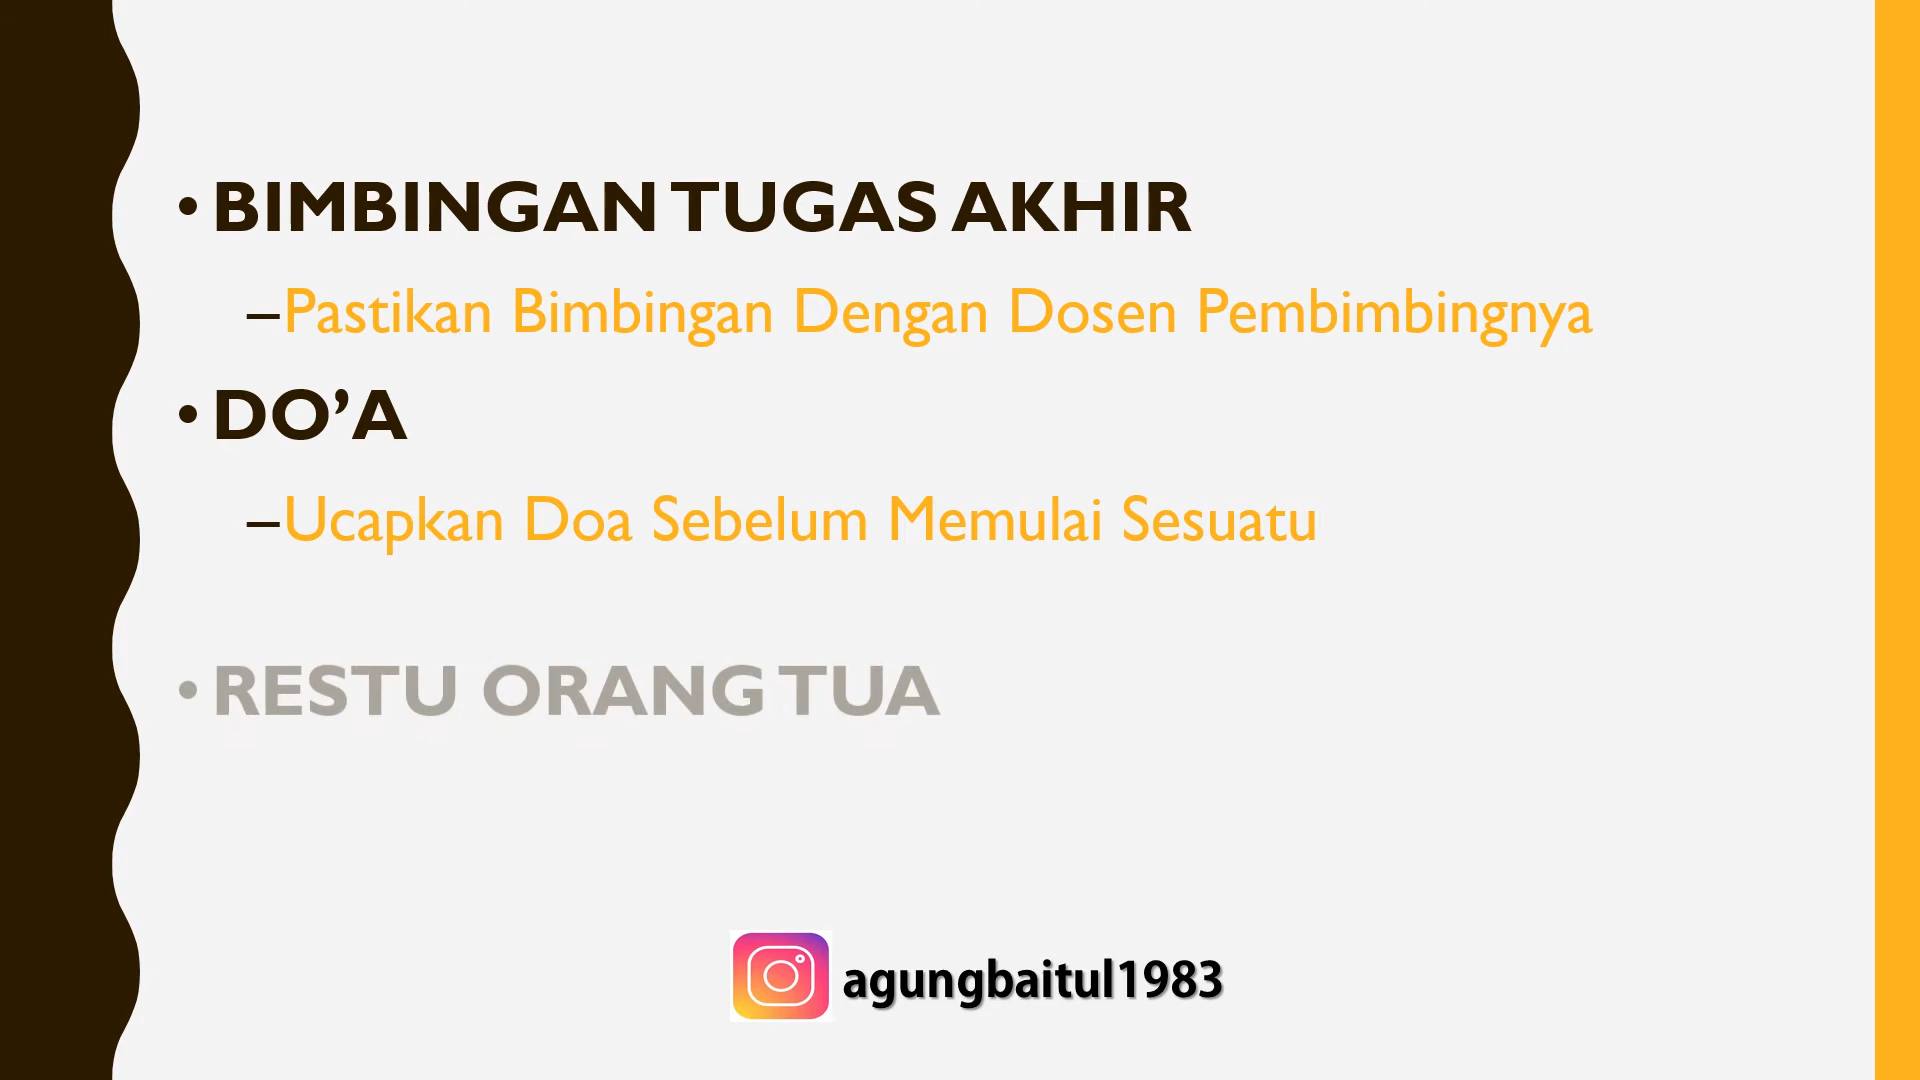 • BIMBINGAN TUGAS AKHIR
–Pastikan Bimbingan Dengan Dosen Pembimbingnya
• DO’A
–Ucapkan Doa Sebelum Memulai Sesuatu
• RESTU ORANG TUA
agungbaitul1983